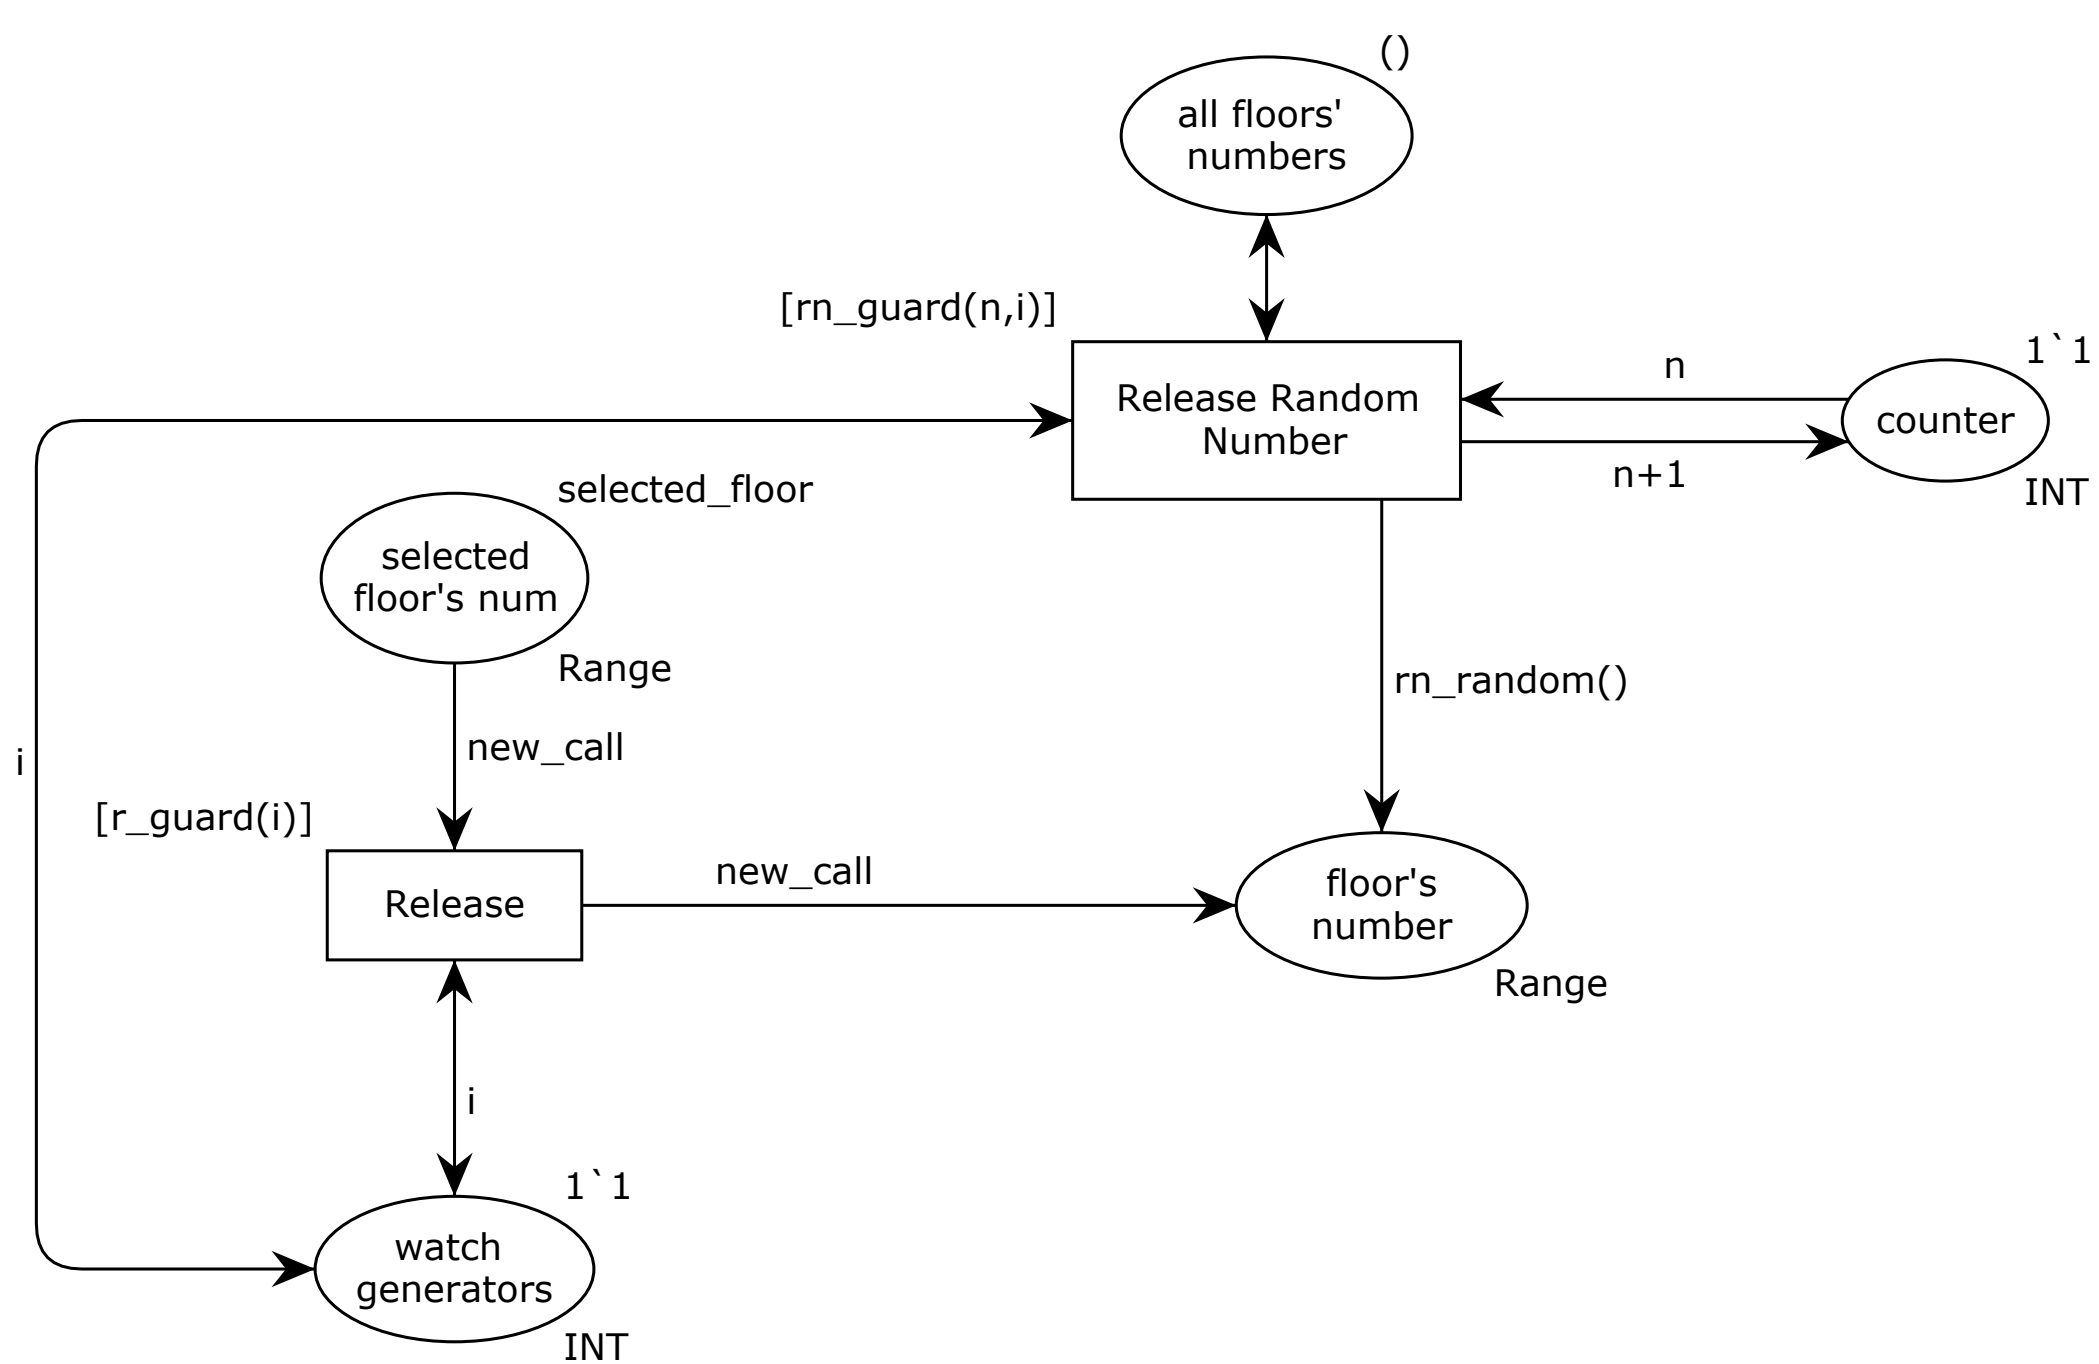 ()
all floors'
numbers
[rn_guard(n,i)]
1`1
n
Release Random
Number
counter
n+1
INT
selected_floor
selected
floor's num
Range
rn_random()
new_call
i
[r_guard(i)]
new_call
Release
floor's
number
Range
i
1`1
watch
generators
INT